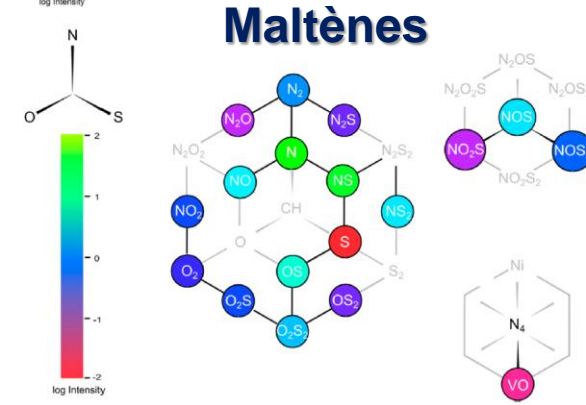 log Intensity
Maltènes
N
O
S
2
1
0
-1
-2
log Intensity
N₂
N₂O
N₂S
N₂O₂
N
N₂S₂
NO
NS
NO₂
CH
NS₂
O
S
O₂
OS
S₂
O₂S
OS₂
O₂S₂
N₂OS
N₂O₂S
N₂OS
NOS
NO₂S
NOS
NO₂S₂
Ni
N₄
VO